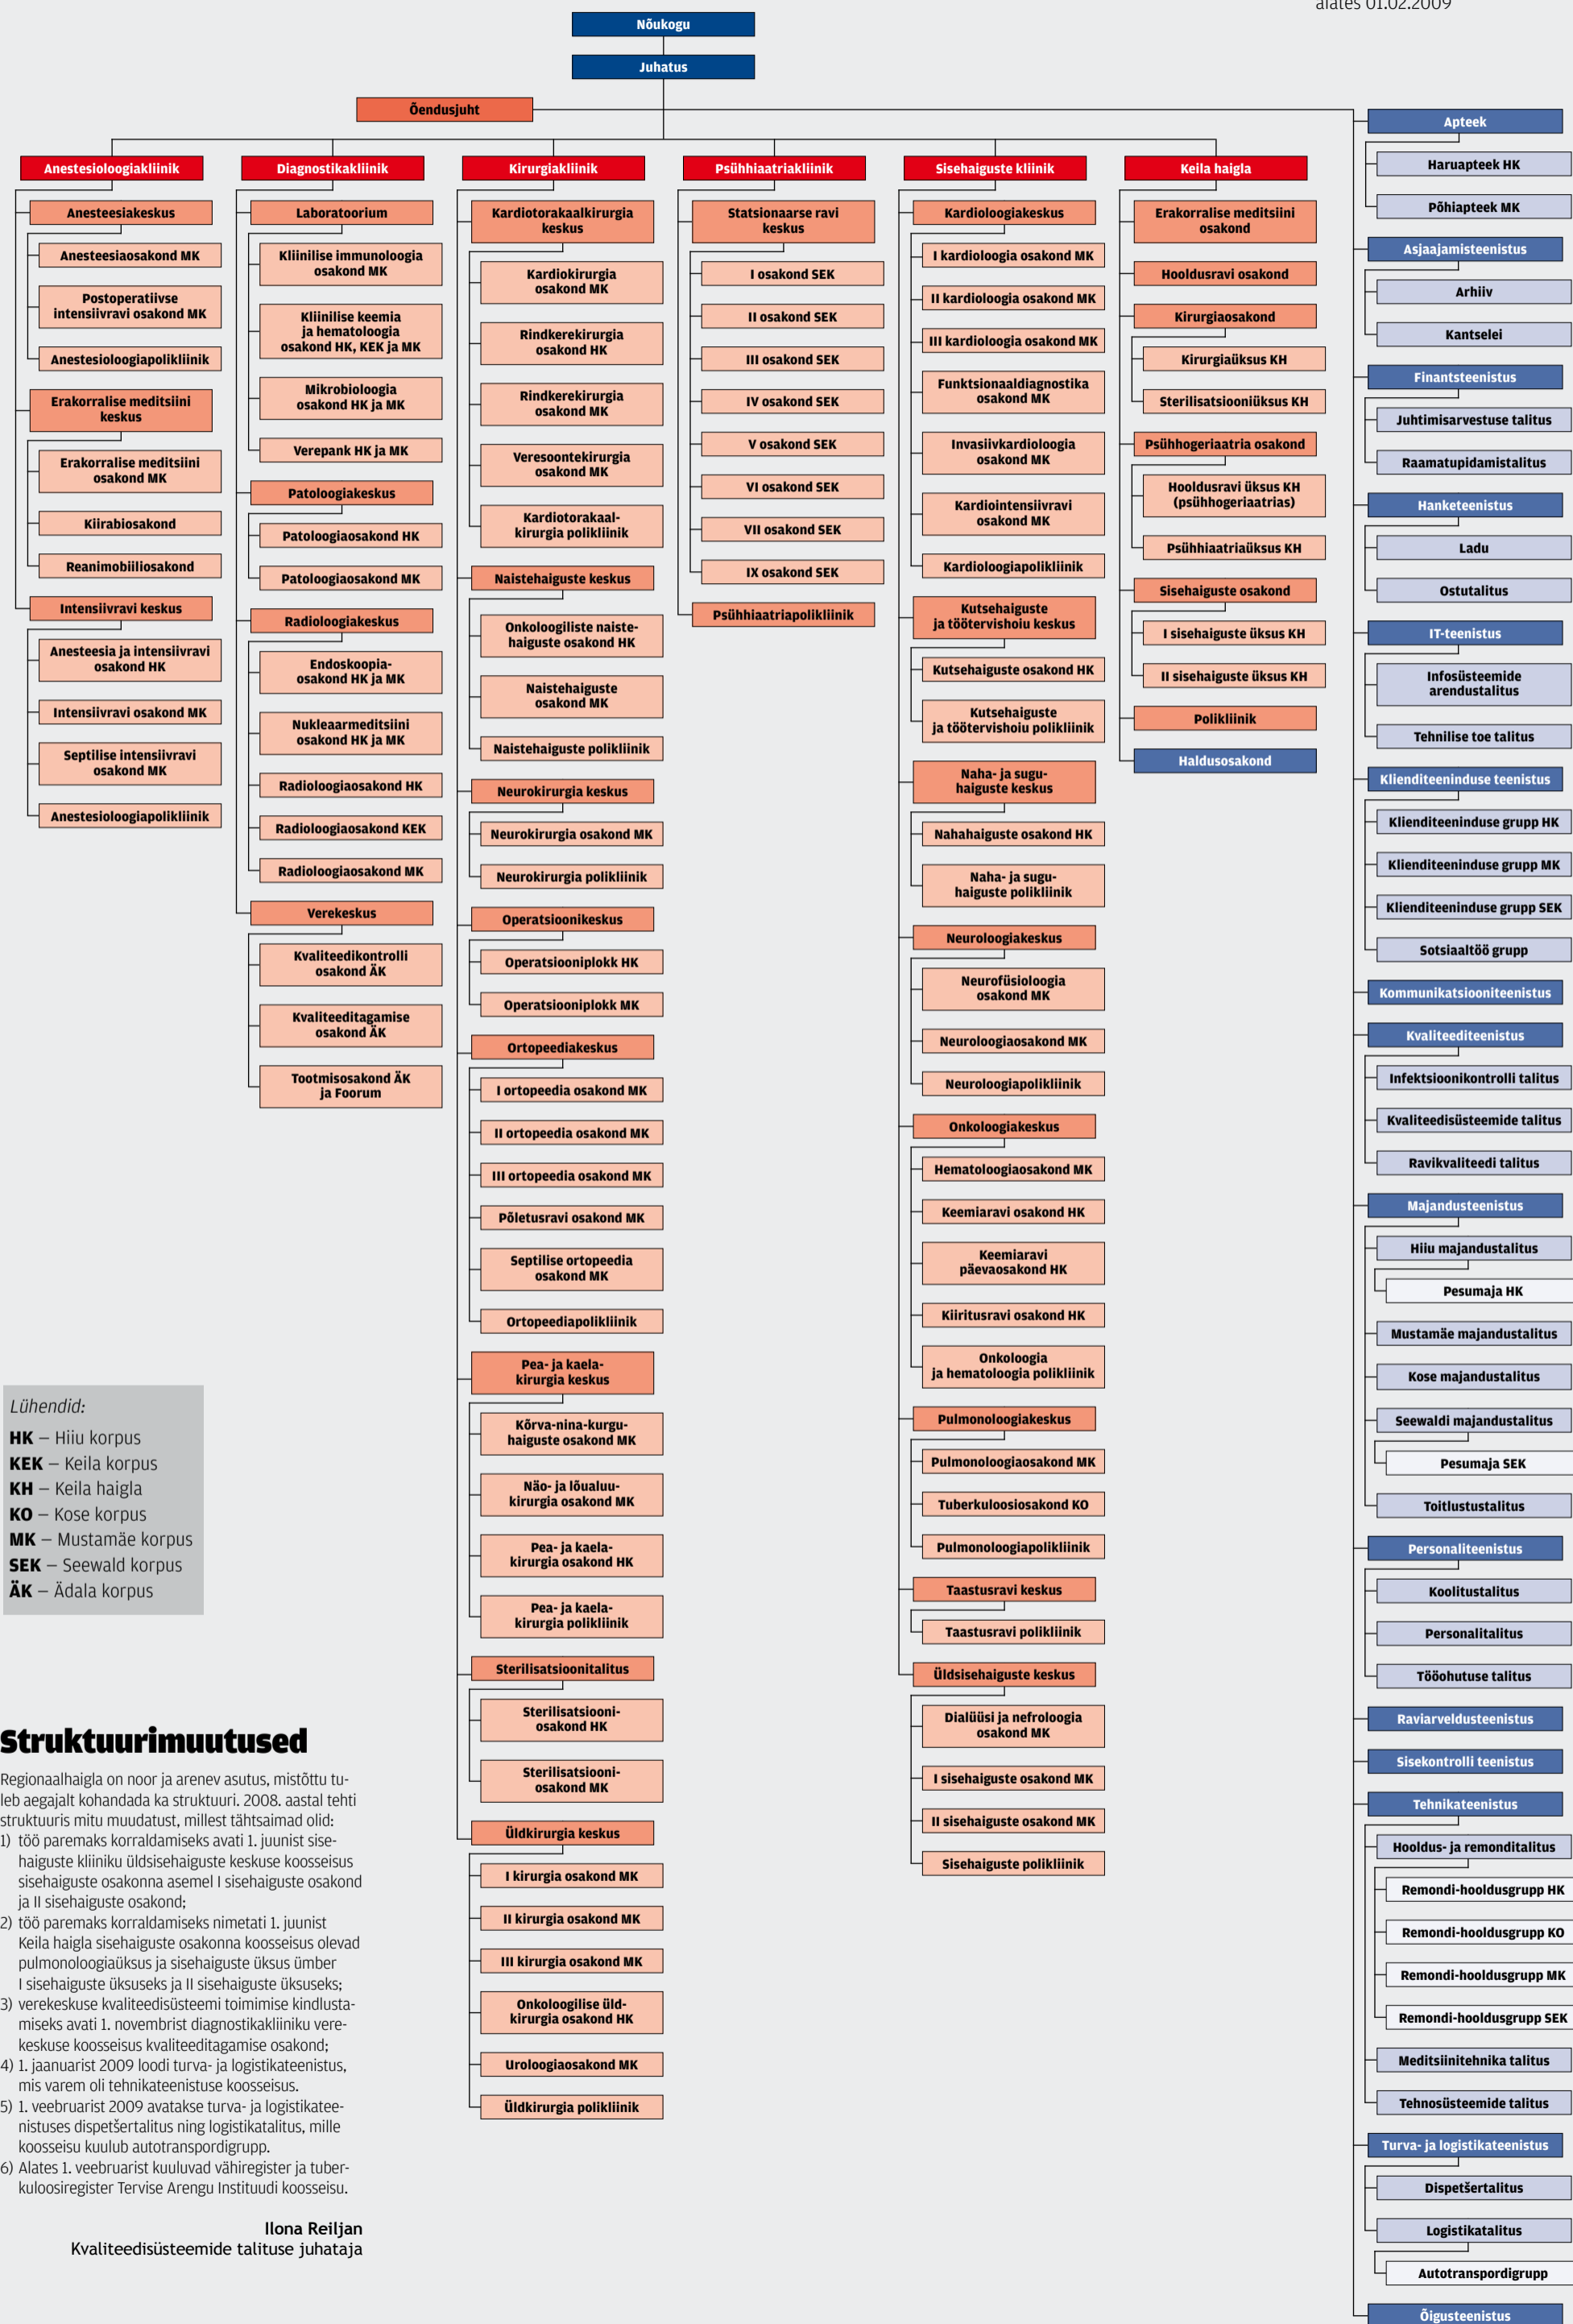 alates 01.02.2009
Nõukogu
Juhatus
Õendusjuht
Anestesioloogiakliinik
Anesteesiakeskus
Anesteesiaosakond MK
Postoperatiivse
intensiivravi osakond MK
Anestesioloogiapolikliinik
Erakorralise meditsiini
keskus
Erakorralise meditsiini
osakond MK
Kiirabiosakond
Reanimobiiliosakond
Intensiivravi keskus
Anesteesia ja intensiivravi
osakond HK
Intensiivravi osakond MK
Septilise intensiivravi
osakond MK
Anestesioloogiapolikliinik
Diagnostikakliinik
Laboratoorium
Kliinilise immunoloogia
osakond MK
Kliinilise keemia
ja hematoloogia
osakond HK, KEK ja MK
Mikrobioloogia
osakond HK ja MK
Verepank HK ja MK
Patoloogiakeskus
Patoloogiaosakond HK
Patoloogiaosakond MK
Radioloogiakeskus
Endoskoopia-
osakond HK ja MK
Nukleaarmeditsiini
osakond HK ja MK
Radioloogiaosakond HK
Radioloogiaosakond KEK
Radioloogiaosakond MK
Verekeskus
Kvaliteedikontrolli
osakond ÄK
Kvaliteeditagamise
osakond ÄK
Tootmisosakond ÄK
ja Foorum
Kirurgiakliinik
Kardiotorakaalkirurgia
keskus
Kardiokirurgia
osakond MK
Rindkerekirurgia
osakond HK
Rindkerekirurgia
osakond MK
Veresoontekirurgia
osakond MK
Kardiotorakaal-
kirurgia polikliinik
Naistehaiguste keskus
Onkoloogiliste naiste-
haiguste osakond HK
Naistehaiguste
osakond MK
Naistehaiguste polikliinik
Neurokirurgia keskus
Neurokirurgia osakond MK
Neurokirurgia polikliinik
Operatsioonikeskus
Operatsiooniplokk HK
Operatsiooniplokk MK
Ortopeediakeskus
I ortopeedia osakond MK
II ortopeedia osakond MK
III ortopeedia osakond MK
Põletusravi osakond MK
Septilise ortopeedia
osakond MK
Ortopeediapolikliinik
Pea- ja kaela-
kirurgia keskus
Kõrva-nina-kurgu-
haiguste osakond MK
Näo- ja lõualuu-
kirurgia osakond MK
Pea- ja kaela-
kirurgia osakond HK
Pea- ja kaela-
kirurgia polikliinik
Sterilisatsioonitalitus
Sterilisatsiooni-
osakond HK
Sterilisatsiooni-
osakond MK
Üldkirurgia keskus
I kirurgia osakond MK
II kirurgia osakond MK
III kirurgia osakond MK
Onkoloogilise üld-
kirurgia osakond HK
Uroloogiaosakond MK
Üldkirurgia polikliinik
Psühhiaatriakliinik
Statsionaarse ravi
keskus
I osakond SEK
II osakond SEK
III osakond SEK
IV osakond SEK
V osakond SEK
VI osakond SEK
VII osakond SEK
IX osakond SEK
Psühhiaatriapolikliinik
Sisehaiguste kliinik
Kardioloogiakeskus
I kardioloogia osakond MK
II kardioloogia osakond MK
III kardioloogia osakond MK
Funktsionaaldiagnostika
osakond MK
Invasiivkardioloogia
osakond MK
Kardiointensiivravi
osakond MK
Kardioloogiapolikliinik
Kutsehaiguste
ja töötervishoiu keskus
Kutsehaiguste osakond HK
Kutsehaiguste
ja töötervishoiu polikliinik
Naha- ja sugu-
haiguste keskus
Nahahaiguste osakond HK
Naha- ja sugu-
haiguste polikliinik
Neuroloogiakeskus
Neurofüsioloogia
osakond MK
Neuroloogiaosakond MK
Neuroloogiapolikliinik
Onkoloogiakeskus
Hematoloogiaosakond MK
Keemiaravi osakond HK
Keemiaravi
päevaosakond HK
Kiiritusravi osakond HK
Onkoloogia
ja hematoloogia polikliinik
Pulmonoloogiakeskus
Pulmonoloogiaosakond MK
Tuberkuloosiosakond KO
Pulmonoloogiapolikliinik
Taastusravi keskus
Taastusravi polikliinik
Üldsisehaiguste keskus
Dialüüsi ja nefroloogia
osakond MK
I sisehaiguste osakond MK
II sisehaiguste osakond MK
Sisehaiguste polikliinik
Keila haigla
Erakorralise meditsiini
osakond
Hooldusravi osakond
Kirurgiaosakond
Kirurgiaüksus KH
Sterilisatsiooniüksus KH
Psühhogeriaatria osakond
Hooldusravi üksus KH
(psühhogeriaatrias)
Psühhiaatriaüksus KH
Sisehaiguste osakond
I sisehaiguste üksus KH
II sisehaiguste üksus KH
Polikliinik
Haldusosakond
Apteek
Haruapteek HK
Põhiapteek MK
Asjaajamisteenistus
Arhiiv
Kantselei
Finantsteenistus
Juhtimisarvestuse talitus
Raamatupidamistalitus
Hanketeenistus
Ladu
Ostutalitus
IT-teenistus
Infosüsteemide
arendustalitus
Tehnilise toe talitus
Klienditeeninduse teenistus
Klienditeeninduse grupp HK
Klienditeeninduse grupp MK
Klienditeeninduse grupp SEK
Sotsiaaltöö grupp
Kommunikatsiooniteenistus
Kvaliteediteenistus
Infektsioonikontrolli talitus
Kvaliteedisüsteemide talitus
Ravikvaliteedi talitus
Majandusteenistus
Hiiu majandustalitus
Pesumaja HK
Mustamäe majandustalitus
Kose majandustalitus
Seewaldi majandustalitus
Pesumaja SEK
Toitlustustalitus
Personaliteenistus
Koolitustalitus
Personalitalitus
Tööohutuse talitus
Raviarveldusteenistus
Sisekontrolli teenistus
Tehnikateenistus
Hooldus- ja remonditalitus
Remondi-hooldusgrupp HK
Remondi-hooldusgrupp KO
Remondi-hooldusgrupp MK
Remondi-hooldusgrupp SEK
Meditsiinitehnika talitus
Tehnosüsteemide talitus
Turva- ja logistikateenistus
Dispetšertalitus
Logistikatalitus
Autotranspordigrupp
Õigusteenistus
Lühendid:
HK – Hiiu korpus
KEK – Keila korpus
KH – Keila haigla
KO – Kose korpus
MK – Mustamäe korpus
SEK – Seewald korpus
ÄK – Ädala korpus
Struktuurimuutused
Regionaalhaigla on noor ja arenev asutus, mistõttu tu-
leb aegajalt kohandada ka struktuuri. 2008. aastal tehti
struktuuris mitu muudatust, millest tähtsaimad olid:
1) töö paremaks korraldamiseks avati 1. juunist sise-
haiguste kliiniku üldsisehaiguste keskuse koosseisus
sisehaiguste osakonna asemel I sisehaiguste osakond
ja II sisehaiguste osakond;
2) töö paremaks korraldamiseks nimetati 1. juunist
Keila haigla sisehaiguste osakonna koosseisus olevad
pulmonoloogiaüksus ja sisehaiguste üksus ümber
I sisehaiguste üksuseks ja II sisehaiguste üksuseks;
3) verekeskuse kvaliteedisüsteemi toimimise kindlusta-
miseks avati 1. novembrist diagnostikakliiniku vere-
keskuse koosseisus kvaliteeditagamise osakond;
4) 1. jaanuarist 2009 loodi turva- ja logistikateenistus,
mis varem oli tehnikateenistuse koosseisus.
5) 1. veebruarist 2009 avatakse turva- ja logistikatee-
nistuses dispetšertalitus ning logistikatalitus, mille
koosseisu kuulub autotranspordigrupp.
6) Alates 1. veebruarist kuuluvad vähiregister ja tuber-
kuloosiregister Tervise Arengu Instituudi koosseisu.
Ilona Reiljan
Kvaliteedisüsteemide talituse juhataja